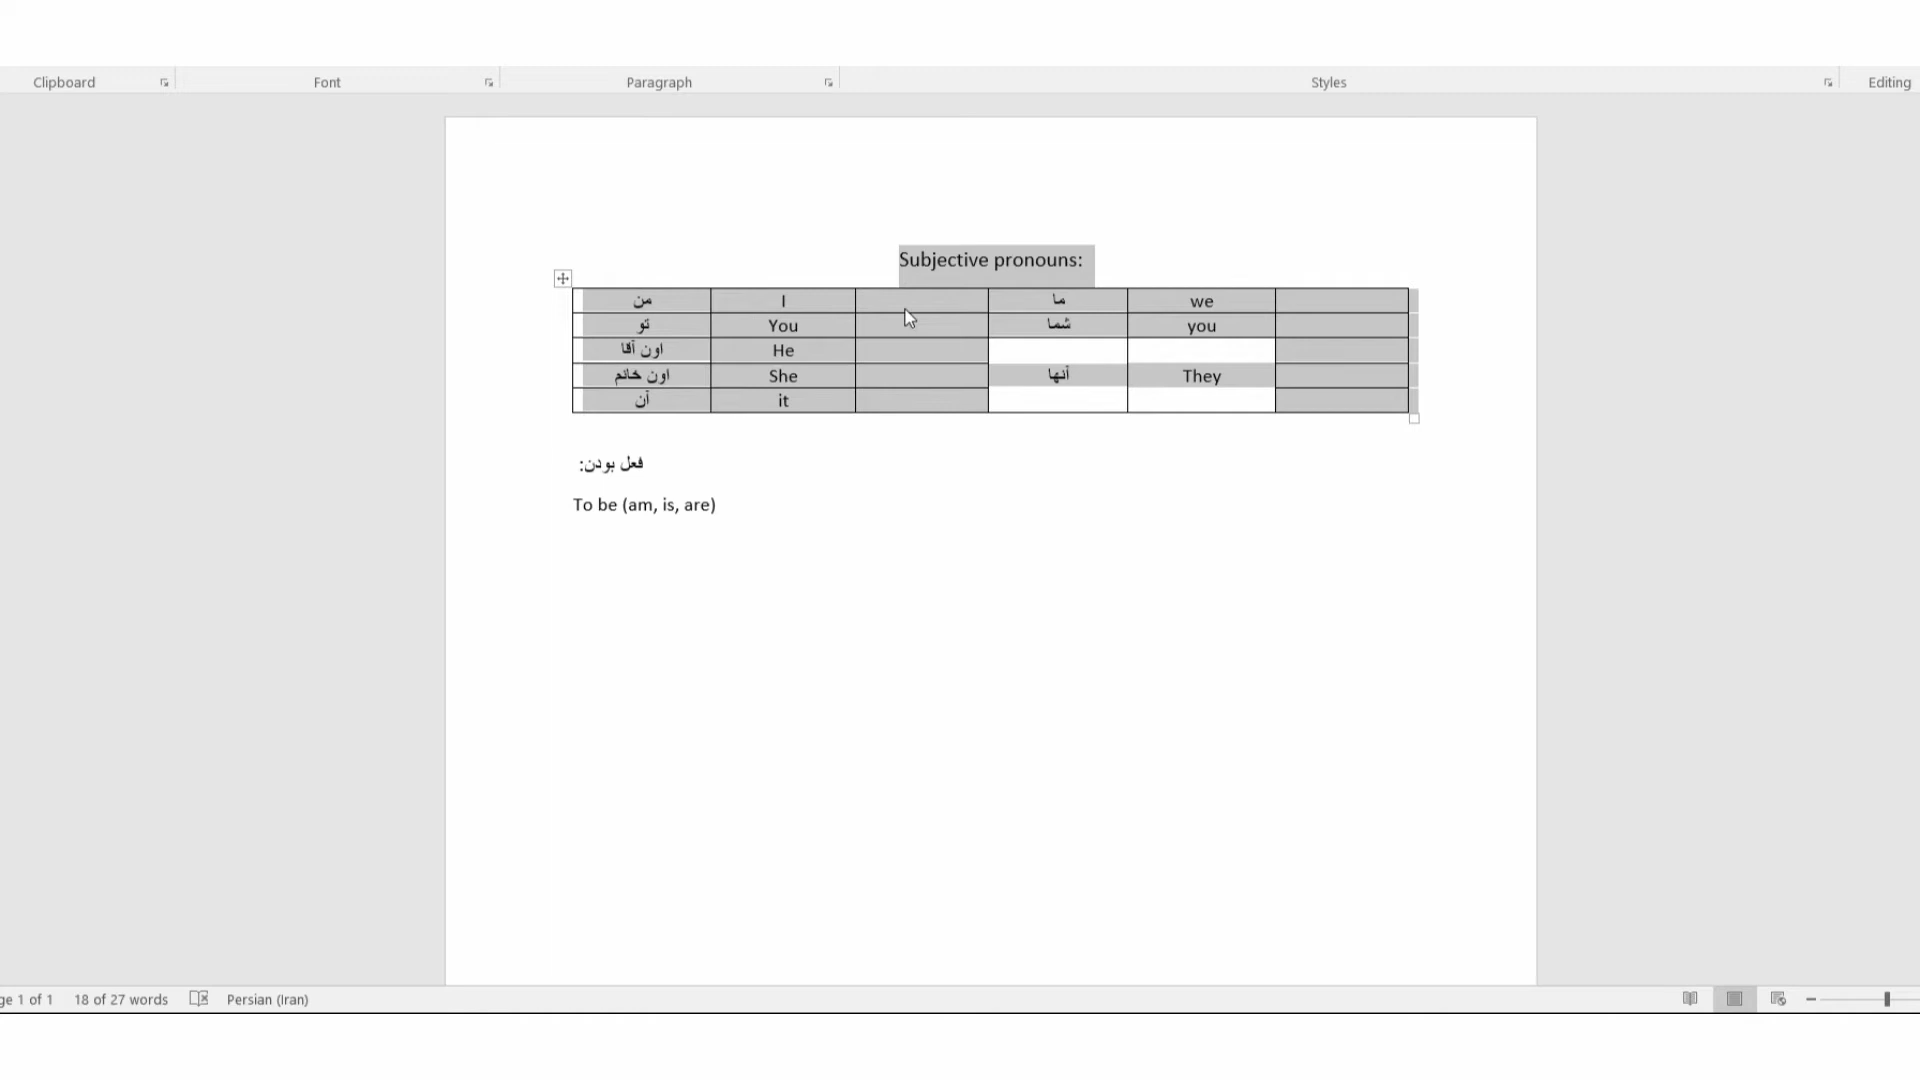 Clipboard Font Paragraph Styles Editing
Subjective pronouns:
من I ما we
تو You شما you
اون آقا He
اون خانم She آنها They
آن it
فعل بودن:
To be (am, is, are)
ge 1 of 1 18 of 27 words Persian (Iran)